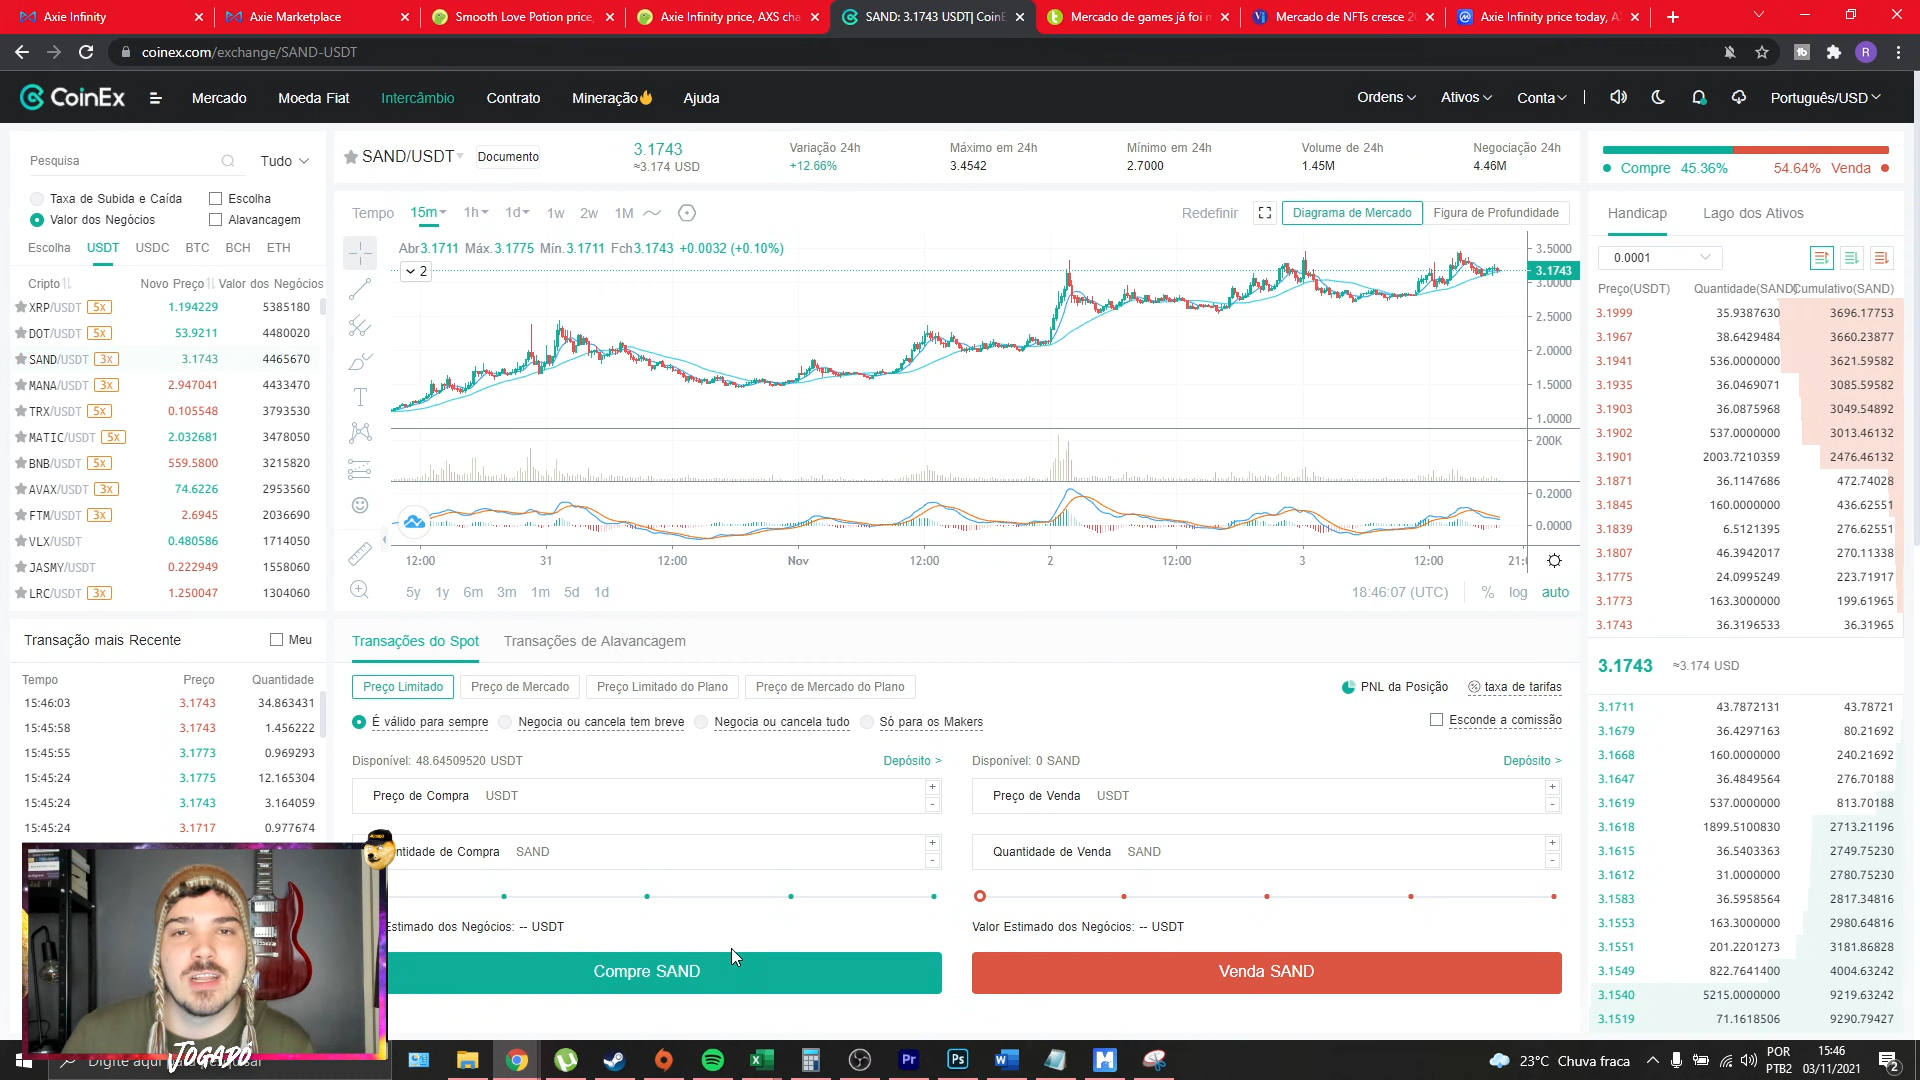 Axie Infinity
Axie Marketplace
Smooth Love Potion price,
Axie Infinity price, AXS cha
SAND: 3.1743 USDT| CoinE
Mercado de games já foi m
Mercado de NFTs cresce 20
Axie Infinity price today, A
coinex.com/exchange/SAND-USDT
R
CoinEx
Mercado
Moeda Fiat
Intercâmbio
Contrato
Mineração
Ajuda
Ordens
Ativos
Conta
Português/USD
Pesquisa
Tudo
Taxa de Subida e Caída
Escolha
Valor dos Negócios
Alavancagem
Escolha USDT USDC BTC BCH ETH
Cripto Novo Preço Valor dos Negócios
XRP/USDT 5x 1.194229 5385180
DOT/USDT 5x 53.9211 4480020
SAND/USDT 3x 3.1743 4465670
MANA/USDT 3x 2.947041 4433470
TRX/USDT 5x 0.105548 3793530
MATIC/USDT 5x 2.032681 3478050
BNB/USDT 5x 559.5800 3215820
AVAX/USDT 3x 74.6226 2953560
FTM/USDT 3x 2.6945 2036690
VLX/USDT 0.480586 1714050
JASMY/USDT 0.222949 1558060
LRC/USDT 3x 1.250047 1304060
Transação mais Recente
Meu
Tempo Preço Quantidade
15:46:03 3.1743 34.863431
15:45:58 3.1743 1.456222
15:45:55 3.1773 0.969293
15:45:24 3.1775 12.165304
15:45:24 3.1743 3.164059
15:45:24 3.1717 0.977674
SAND/USDT
Documento
3.1743
≈3.174 USD
Variação 24h
+12.66%
Máximo em 24h
3.4542
Mínimo em 24h
2.7000
Volume de 24h
1.45M
Negociação 24h
4.46M
Tempo 15m 1h 1d 1w 2w 1M
Redefinir
Diagrama de Mercado
Figura de Profundidade
Abr3.1711 Máx.3.1775 Mín.3.1711 Fch3.1743 +0.0032 (+0.10%)
2
3.5000
3.1743
3.0000
2.5000
2.0000
1.5000
1.0000
200K
0.2000
0.0000
12:00 31 12:00 Nov 12:00 2 12:00 3 12:00 21:0
5y 1y 6m 3m 1m 5d 1d
18:46:07 (UTC)
% log auto
Transações do Spot
Transações de Alavancagem
Preço Limitado
Preço de Mercado
Preço Limitado do Plano
Preço de Mercado do Plano
PNL da Posição
taxa de tarifas
É válido para sempre
Negocia ou cancela tem breve
Negocia ou cancela tudo
Só para os Makers
Esconde a comissão
Disponível: 48.64509520 USDT
Depósito >
Preço de Compra USDT
+
-
ntidade de Compra SAND
+
-
Estimado dos Negócios: -- USDT
Compre SAND
Disponível: 0 SAND
Depósito >
Preço de Venda USDT
+
-
Quantidade de Venda SAND
+
-
Valor Estimado dos Negócios: -- USDT
Venda SAND
Compre 45.36%
54.64% Venda
Handicap
Lago dos Ativos
0.0001
Preço(USDT) Quantidade(SAND) Cumulativo(SAND)
3.1999 35.9387630 3696.17753
3.1967 38.6429484 3660.23877
3.1941 536.0000000 3621.59582
3.1935 36.0469071 3085.59582
3.1903 36.0875968 3049.54892
3.1902 537.0000000 3013.46132
3.1901 2003.7210359 2476.46132
3.1871 36.1147686 472.74028
3.1845 160.0000000 436.62551
3.1839 6.5121395 276.62551
3.1807 46.3942017 270.11338
3.1775 24.0995249 223.71917
3.1773 163.3000000 199.61965
3.1743 36.3196533 36.31965
3.1743 ≈3.174 USD
3.1711 43.7872131 43.78721
3.1679 36.4297163 80.21692
3.1668 160.0000000 240.21692
3.1647 36.4849564 276.70188
3.1619 537.0000000 813.70188
3.1618 1899.5100830 2713.21196
3.1615 36.5403363 2749.75230
3.1612 31.0000000 2780.75230
3.1583 36.5958564 2817.34816
3.1553 163.3000000 2980.64816
3.1551 201.2201273 3181.86828
3.1549 822.7641400 4004.63242
3.1540 5215.0000000 9219.63242
3.1519 71.1618506 9290.79427
JOGADÓ
Digite aqui para pesquisar
23°C Chuva fraca
POR
PTB2
15:46
03/11/2021
2